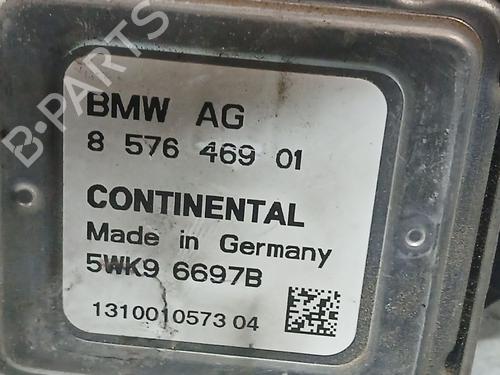 BMW AG
8 576 469 01
CONTINENTAL
Made in Germany
5WK9 6697B
1310010573 04
B-PARTS